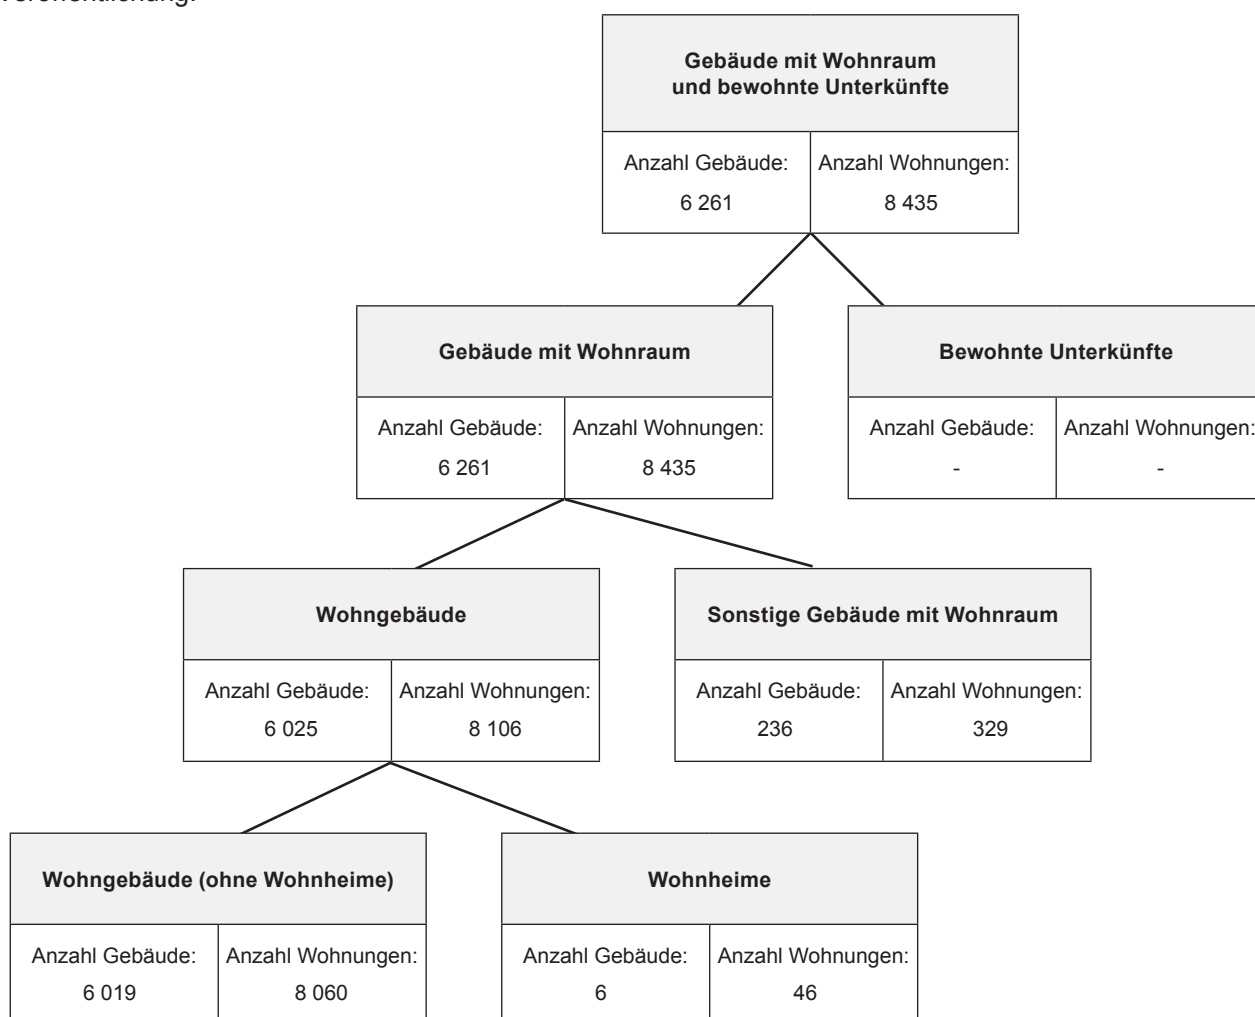 Veröffentlichung.
Gebäude mit Wohnraum
und bewohnte Unterkünfte
Anzahl Gebäude: Anzahl Wohnungen:
6 261 8 435
Gebäude mit Wohnraum Bewohnte Unterkünfte
Anzahl Gebäude: Anzahl Wohnungen: Anzahl Gebäude: Anzahl Wohnungen:
6 261 8 435 - -
Wohngebäude Sonstige Gebäude mit Wohnraum
Anzahl Gebäude: Anzahl Wohnungen: Anzahl Gebäude: Anzahl Wohnungen:
6 025 8 106 236 329
Wohngebäude (ohne Wohnheime) Wohnheime
Anzahl Gebäude: Anzahl Wohnungen: Anzahl Gebäude: Anzahl Wohnungen:
6 019 8 060 6 46